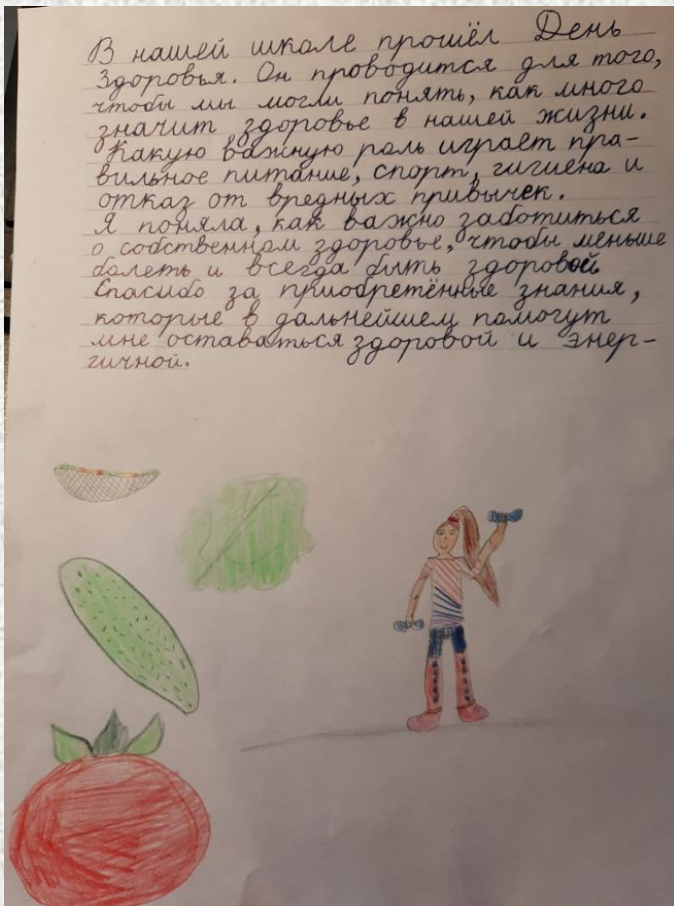 В нашей школе прошёл День
Здоровья. Он проводится для того,
чтобы мы могли понять, как много
значит здоровье в нашей жизни.
Какую важную роль играет пра-
вильное питание, спорт, гигиена и
отказ от вредных привычек.
Я поняла, как важно заботиться
о собственном здоровье, чтобы меньше
болеть и всегда быть здоровой
Спасибо за приобретённые знания,
которые в дальнейшем помогут
мне оставаться здоровой и энер-
гичной.